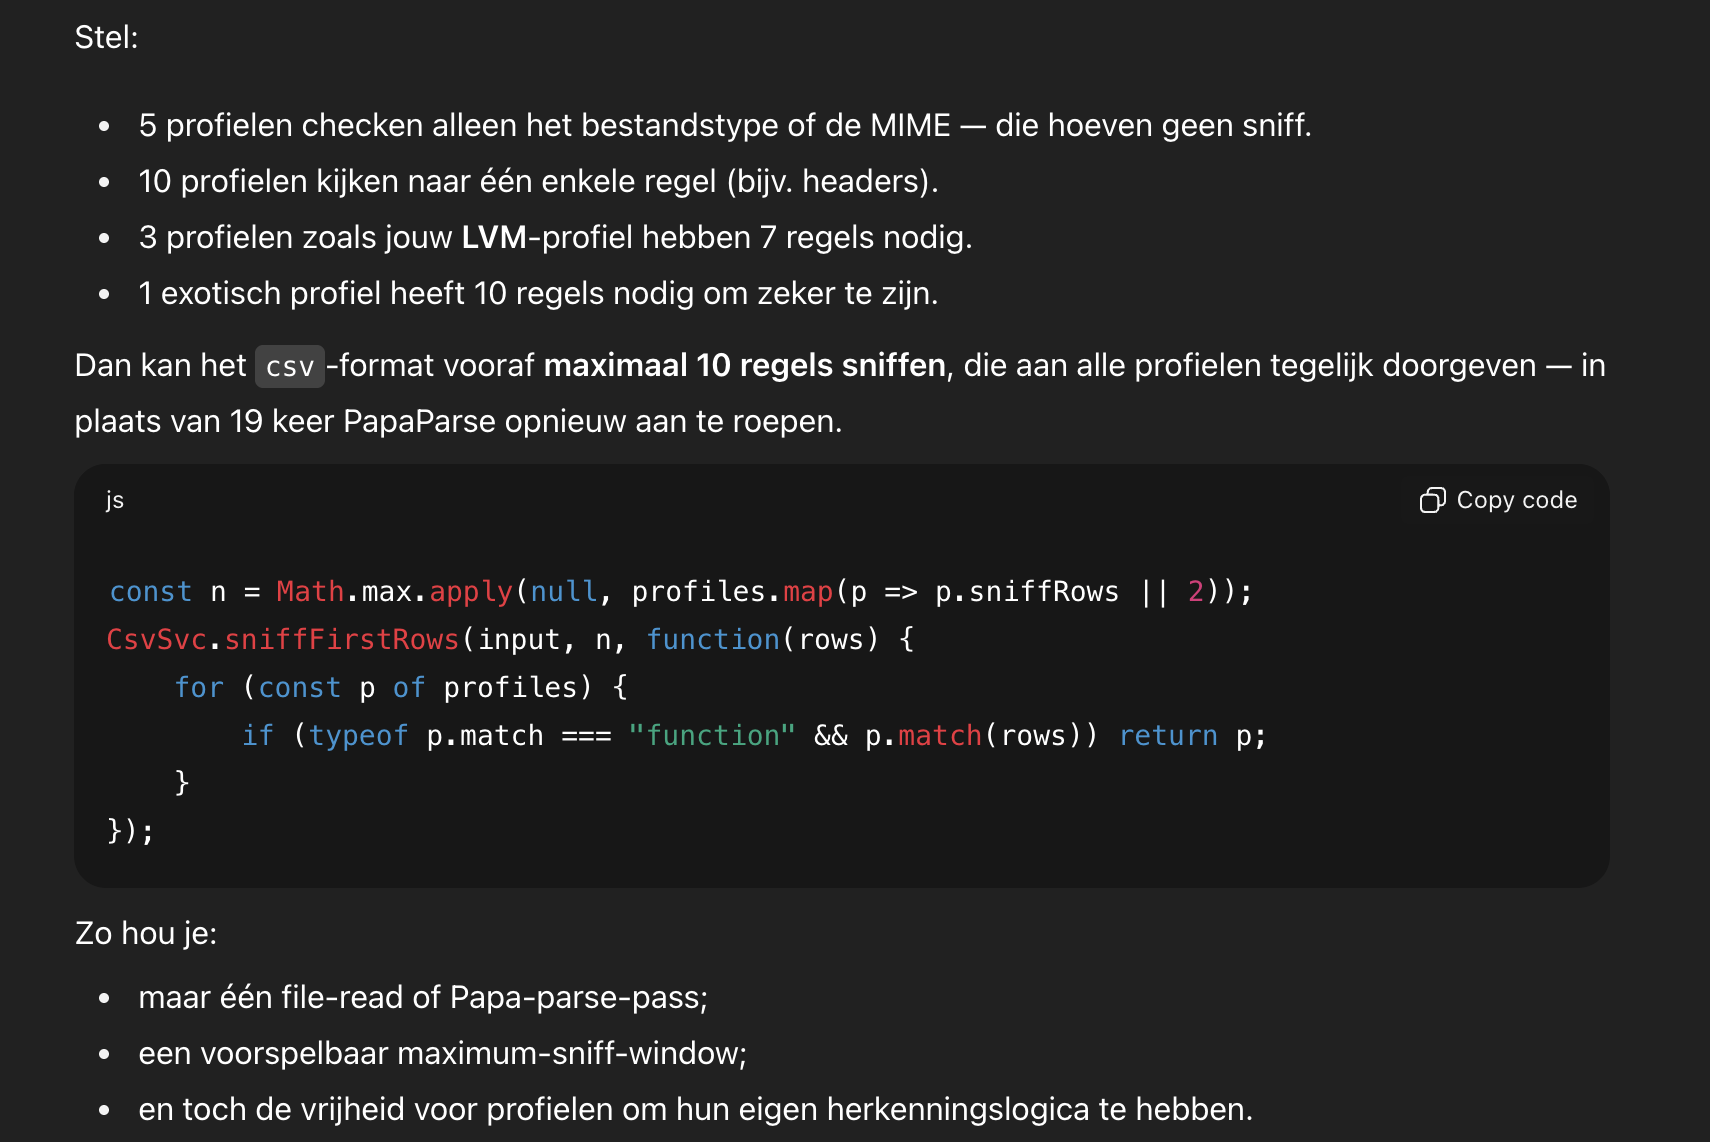 Stel:
• 5 profielen checken alleen het bestandstype of de MIME — die hoeven geen sniff.
• 10 profielen kijken naar één enkele regel (bijv. headers).
• 3 profielen zoals jouw LVM-profiel hebben 7 regels nodig.
• 1 exotisch profiel heeft 10 regels nodig om zeker te zijn.
Dan kan het csv-format vooraf maximaal 10 regels sniffen, die aan alle profielen tegelijk doorgeven — in
plaats van 19 keer PapaParse opnieuw aan te roepen.
js
Copy code
const n = Math.max.apply(null, profiles.map(p => p.sniffRows || 2));
CsvSvc.sniffFirstRows(input, n, function(rows) {
    for (const p of profiles) {
        if (typeof p.match === "function" && p.match(rows)) return p;
    }
});
Zo hou je:
• maar één file-read of Papa-parse-pass;
• een voorspelbaar maximum-sniff-window;
• en toch de vrijheid voor profielen om hun eigen herkenningslogica te hebben.